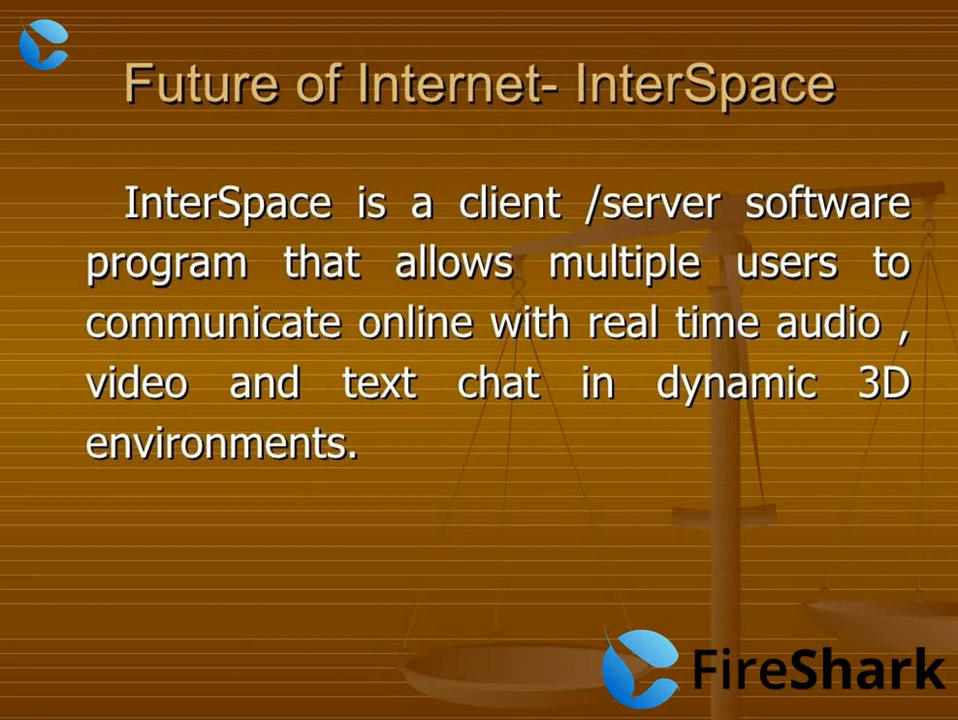 Future of Internet- InterSpace
InterSpace is a client /server software
program that allows multiple users to
communicate online with real time audio ,
video and text chat in dynamic 3D
environments.
FireShark